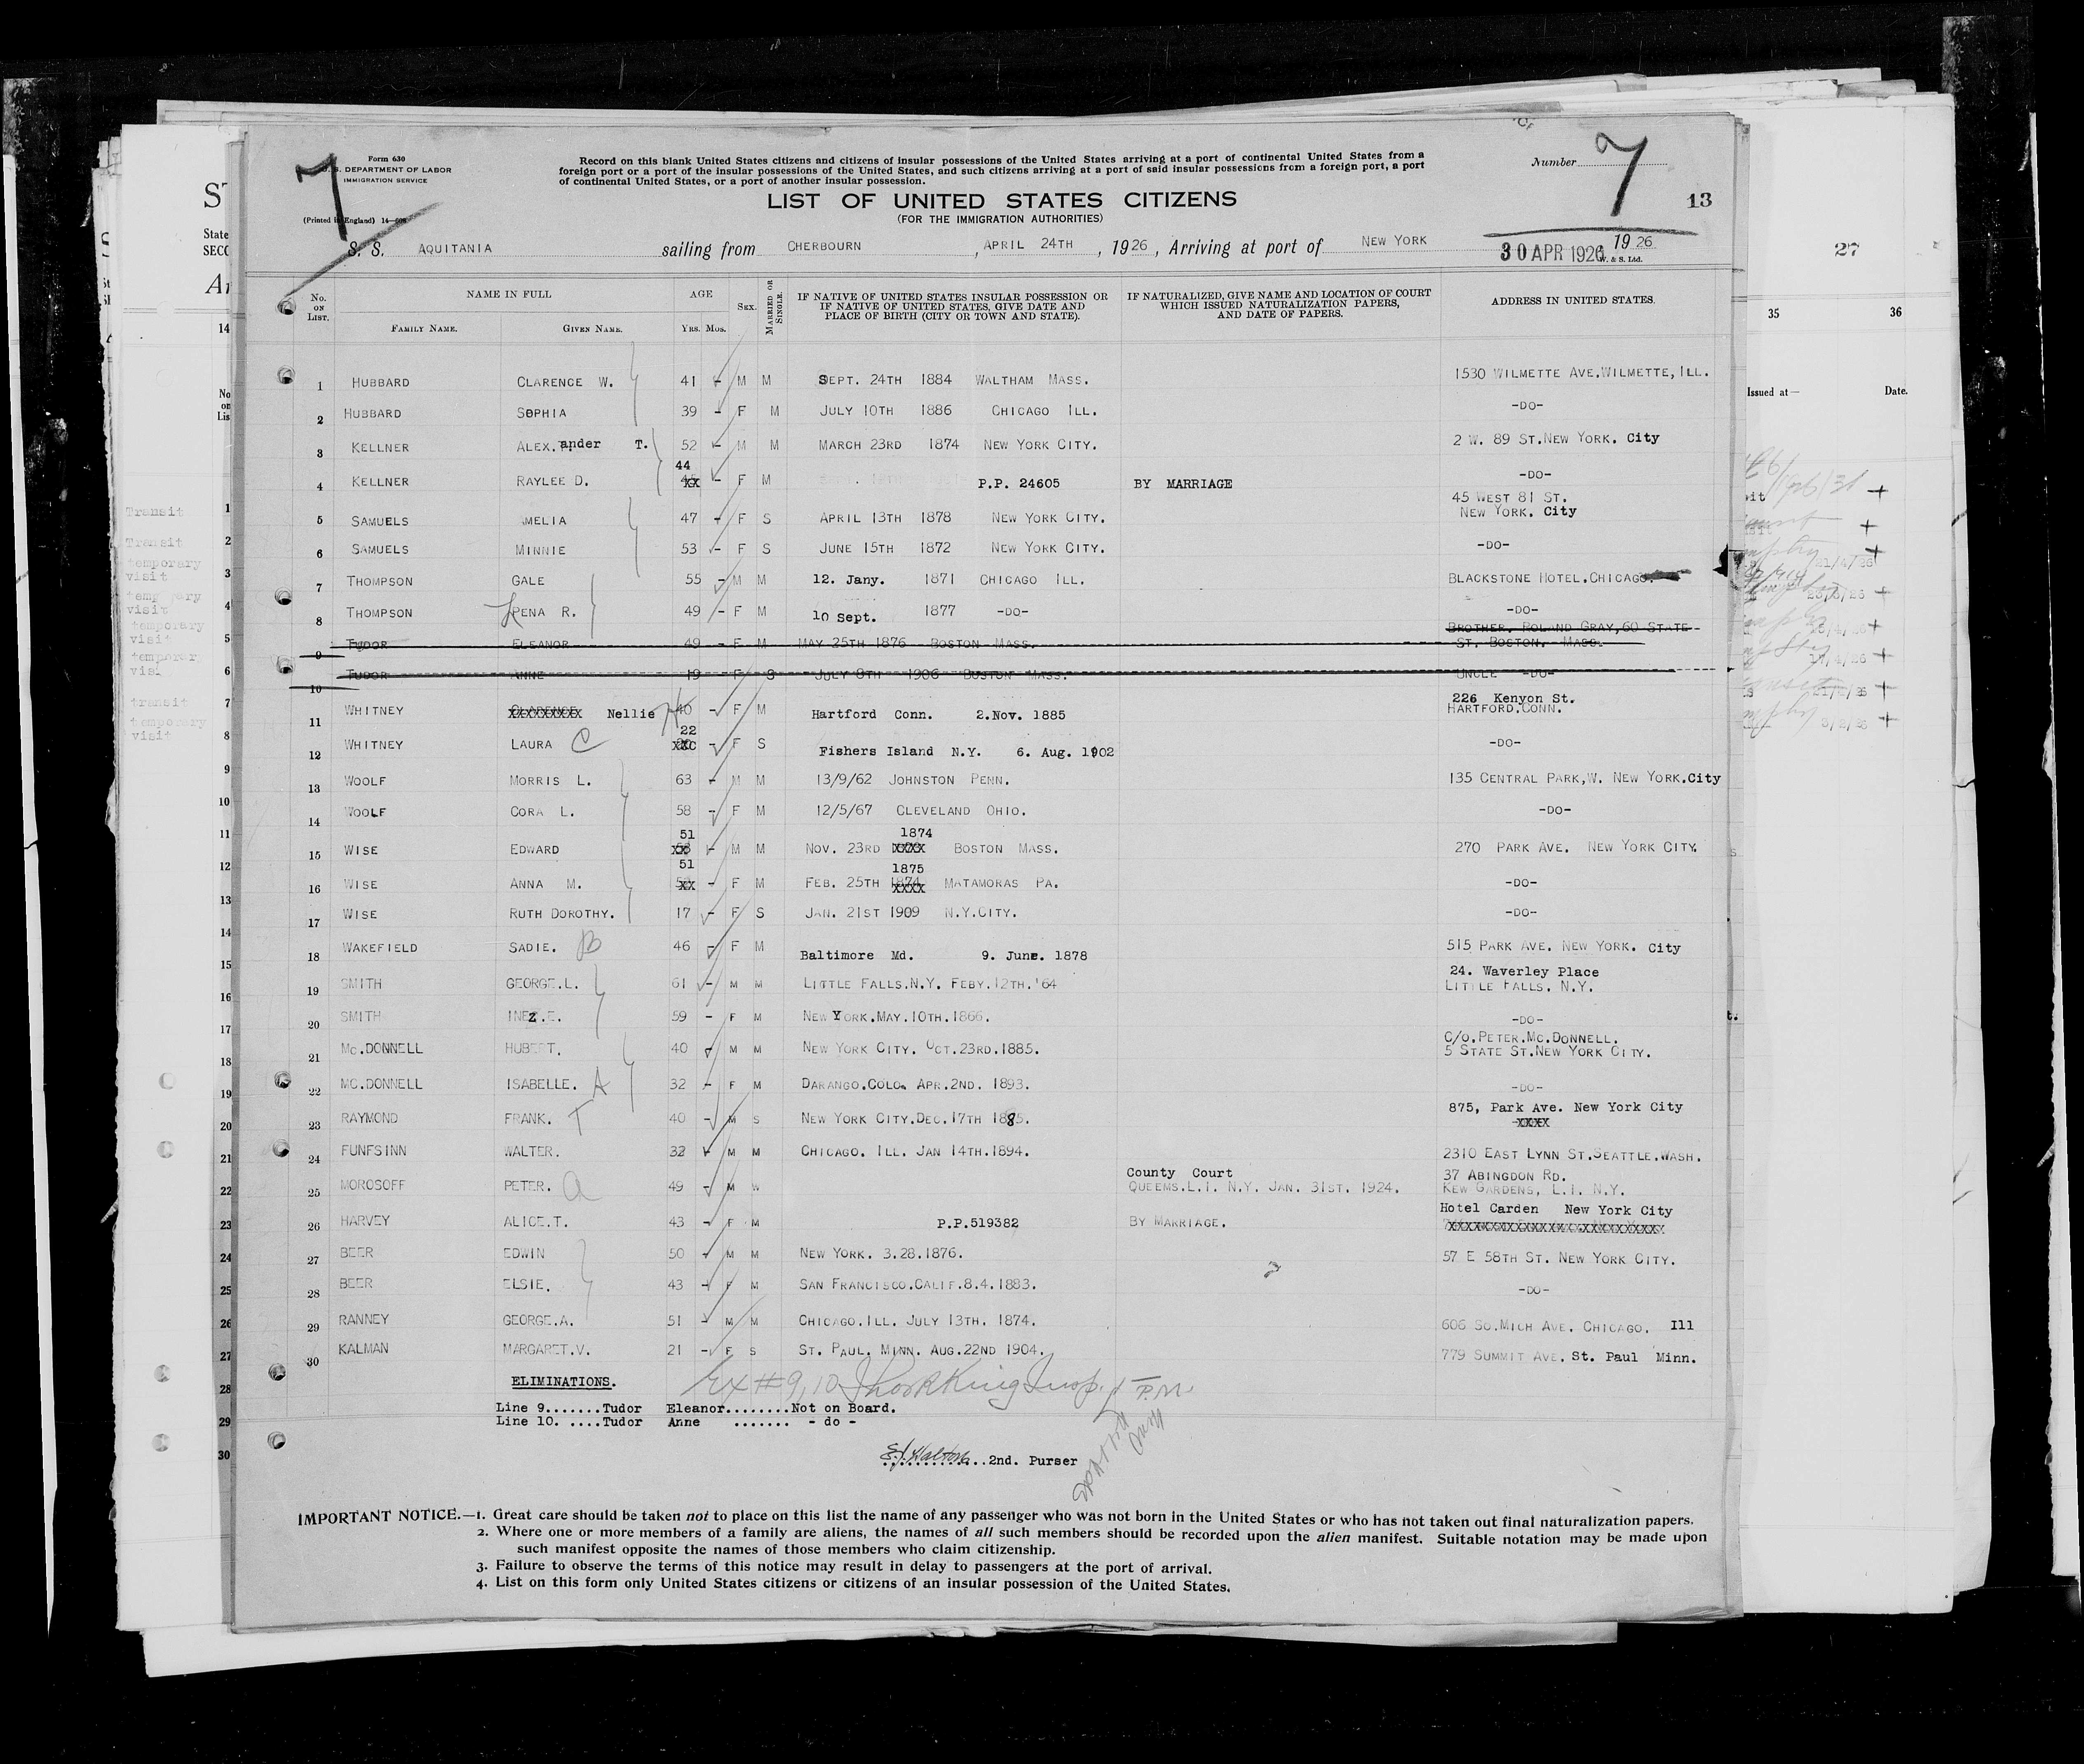 Form 630
U.S. DEPARTMENT OF LABOR
IMMIGRATION SERVICE
(Printed in England) 14—608
7
Record on this blank United States citizens and citizens of insular possessions of the United States arriving at a port of continental United States from a
foreign port or a port of the insular possessions of the United States, and such citizens arriving at a port of said insular possessions from a foreign port, a port
of continental United States, or a port of another insular possession.
Number 7
LIST OF UNITED STATES CITIZENS
13
(FOR THE IMMIGRATION AUTHORITIES)
S. S. AQUITANIA sailing from CHERBOURN, APRIL 24TH, 1926, Arriving at port of NEW YORK 30 APR 1926 1926
W. & S. Ltd.
No. on List. NAME IN FULL AGE Sex. MARRIED OR SINGLE. IF NATIVE OF UNITED STATES INSULAR POSSESSION OR IF NATIVE OF UNITED STATES, GIVE DATE AND PLACE OF BIRTH (CITY OR TOWN AND STATE). IF NATURALIZED, GIVE NAME AND LOCATION OF COURT WHICH ISSUED NATURALIZATION PAPERS, AND DATE OF PAPERS. ADDRESS IN UNITED STATES.
FAMILY NAME. GIVEN NAME. Yrs. Mos.
1 HUBBARD CLARENCE W. 41 - M M SEPT. 24TH 1884 WALTHAM MASS. 1530 WILMETTE AVE.WILMETTE,ILL.
2 HUBBARD SOPHIA 39 - F M JULY 10TH 1886 CHICAGO ILL. -DO-
3 KELLNER ALEX.ander T. 52 - M M MARCH 23RD 1874 NEW YORK CITY. 2 W. 89 ST.NEW YORK. City
4 KELLNER RAYLEE D. 44 - F M P.P. 24605 BY MARRIAGE -DO-
5 SAMUELS AMELIA 47 - F S APRIL 13TH 1878 NEW YORK CITY. 45 WEST 81 ST. NEW YORK. City
6 SAMUELS MINNIE 53 - F S JUNE 15TH 1872 NEW YORK CITY. -DO-
7 THOMPSON GALE 55 - M M 12. Jany. 1871 CHICAGO ILL. BLACKSTONE HOTEL,CHICAGO.
8 THOMPSON PENA R. 49 - F M 10 Sept. 1877 -DO- -DO-
9 TUDOR ELEANOR 49 - F M MAY 25TH 1876 BOSTON MASS. BROTHER, ROLAND GRAY,60 STATE ST. BOSTON. MASS.
10 TUDOR ANNE 19 - F S JULY 8TH 1906 BOSTON MASS. UNCLE -DO-
11 WHITNEY XXXXXXXX Nellie H 40 - F M Hartford Conn. 2.Nov. 1885 226 Kenyon St. HARTFORD.CONN.
12 WHITNEY LAURA C 22 - F S Fishers Island N.Y. 6. Aug. 1902 -DO-
13 WOOLF MORRIS L. 63 - M M 13/9/62 JOHNSTON PENN. 135 CENTRAL PARK,W. NEW YORK.City
14 WOOLF CORA L. 58 - F M 12/5/67 CLEVELAND OHIO. -DO-
15 WISE EDWARD 51 - M M NOV. 23RD XXXX 1874 BOSTON MASS. 270 PARK AVE. NEW YORK CITY.
16 WISE ANNA M. 51 - F M FEB. 25TH XXXX 1875 MATAMORAS PA. -DO-
17 WISE RUTH DOROTHY. 17 - F S JAN. 21ST 1909 N.Y.CITY. -DO-
18 WAKEFIELD SADIE. B 46 - F M Baltimore Md. 9. June. 1878 515 PARK AVE. NEW YORK. City
19 SMITH GEORGE.L. 61 - M M LITTLE FALLS.N.Y. FEBY.12TH.'64 24. Waverley Place LITTLE FALLS. N.Y.
20 SMITH INEZ.E. 59 - F M NEW YORK.MAY.10TH.1866. -DO-
21 MC.DONNELL HUBERT. 40 - M M NEW YORK CITY. OCT.23RD.1885. C/O.PETER.MC.DONNELL. 5 STATE ST.NEW YORK CITY.
22 MC.DONNELL ISABELLE. A 32 - F M DARANGO.COLO. APR.2ND. 1893. -DO-
23 RAYMOND FRANK. T 40 - M S NEW YORK CITY.DEC.17TH 1885. 875, Park Ave. New York City XXXX
24 FUNFSINN WALTER. 32 - M M CHICAGO. ILL. JAN 14TH.1894. 2310 EAST LYNN ST.SEATTLE.WASH.
25 MOROSOFF PETER. A 49 - M W County Court QUEENS.L.I. N.Y. JAN. 31ST. 1924. 37 ABINGDON RD. KEW GARDENS, L.I. N.Y.
26 HARVEY ALICE.T. 43 - F M P.P.519382 BY MARRIAGE. Hotel Carden New York City
27 BEER EDWIN 50 - M M NEW YORK. 3.28.1876. 57 E 58TH ST. NEW YORK CITY.
28 BEER ELSIE. 43 - F M SAN FRANCISCO.CALIF.8.4.1883. -DO-
29 RANNEY GEORGE.A. 51 - M M CHICAGO.ILL. JULY 13TH. 1874. 606 SO.MICH AVE. CHICAGO. Ill
30 KALMAN MARGARET.V. 21 - F S ST. PAUL. MINN. AUG.22ND 1904. 779 SUMMIT AVE. St. Paul Minn.
ELIMINATIONS.
Ex # 9,10
Line 9.......Tudor Eleanor........Not on Board.
Line 10. ....Tudor Anne ....... - do -
............2nd. Purser
IMPORTANT NOTICE.—1. Great care should be taken not to place on this list the name of any passenger who was not born in the United States or who has not taken out final naturalization papers.
2. Where one or more members of a family are aliens, the names of all such members should be recorded upon the alien manifest. Suitable notation may be made upon
such manifest opposite the names of those members who claim citizenship.
3. Failure to observe the terms of this notice may result in delay to passengers at the port of arrival.
4. List on this form only United States citizens or citizens of an insular possession of the United States.
27
35 36
Issued at— Date.